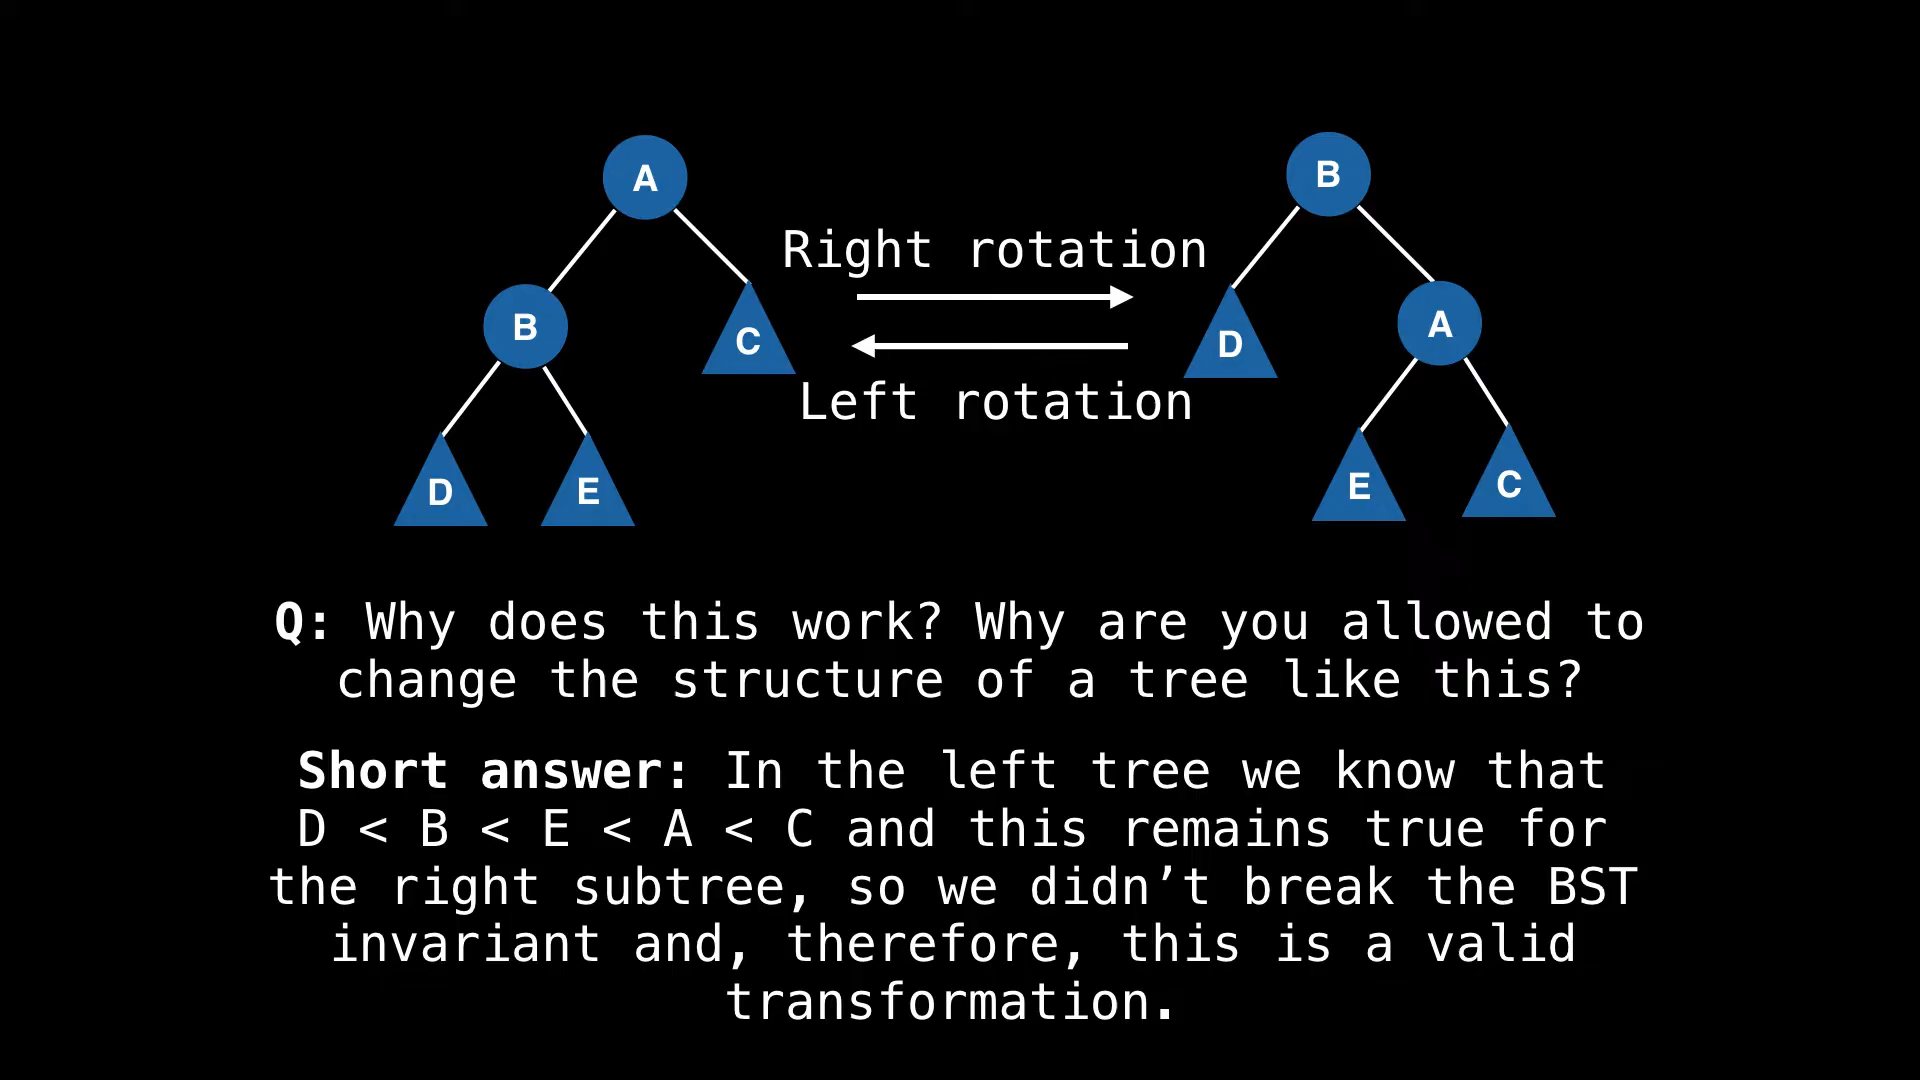 A
B
B
C
D
E
Right rotation
Left rotation
D
A
E
C
Q: Why does this work? Why are you allowed to
change the structure of a tree like this?
Short answer: In the left tree we know that
D < B < E < A < C and this remains true for
the right subtree, so we didn’t break the BST
invariant and, therefore, this is a valid
transformation.